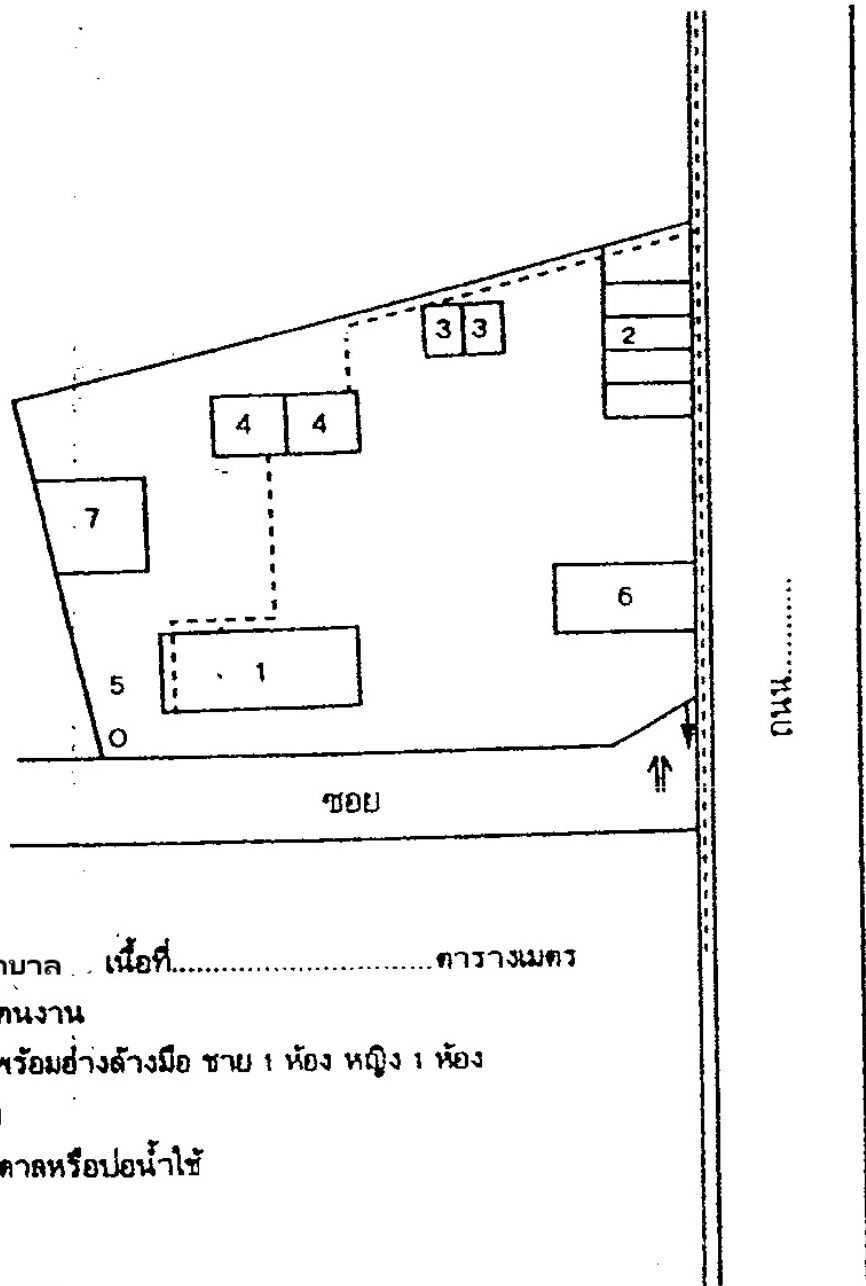 3 3
2
4 4
7
6
5
1
ถนน............
ซอย
เนื้อที่.................................ตารางเมตร
คนงาน
พร้อมอ่างล้างมือ ชาย 1 ห้อง หญิง 1 ห้อง
หรือบ่อน้ำใช้